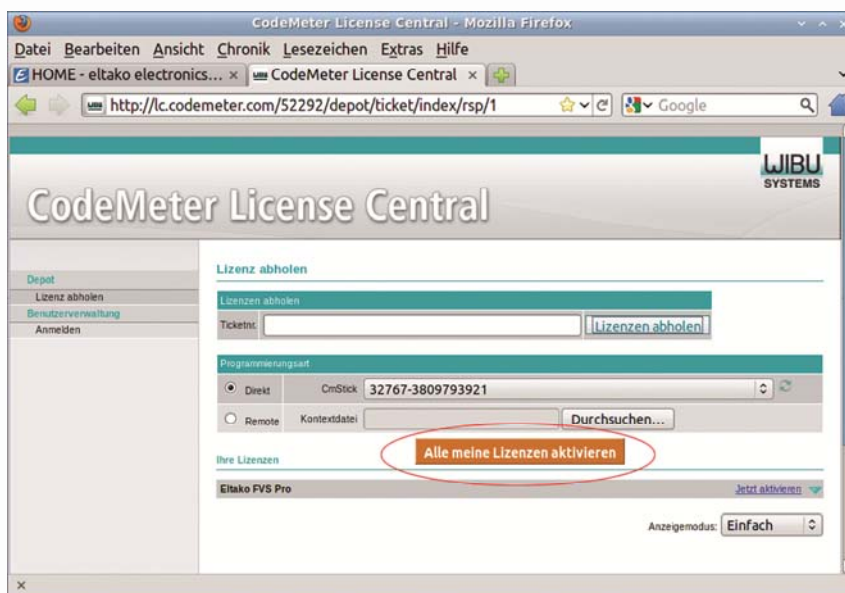 CodeMeter License Central - Mozilla Firefox
Datei Bearbeiten Ansicht Chronik Lesezeichen Extras Hilfe
HOME - eltako electronics... × CodeMeter License Central ×
http://lc.codemeter.com/52292/depot/ticket/index/rsp/1 Google
WIBU
SYSTEMS
CodeMeter License Central
Depot
Lizenz abholen
Benutzerverwaltung
Anmelden
Lizenz abholen
Lizenzen abholen
Ticketnr. Lizenzen abholen
Programmierungsart
Direkt CmStick 32767-3809793921
Remote Kontextdatei Durchsuchen...
Alle meine Lizenzen aktivieren
Ihre Lizenzen
Eltako FVS Pro Jetzt aktivieren
Anzeigemodus: Einfach